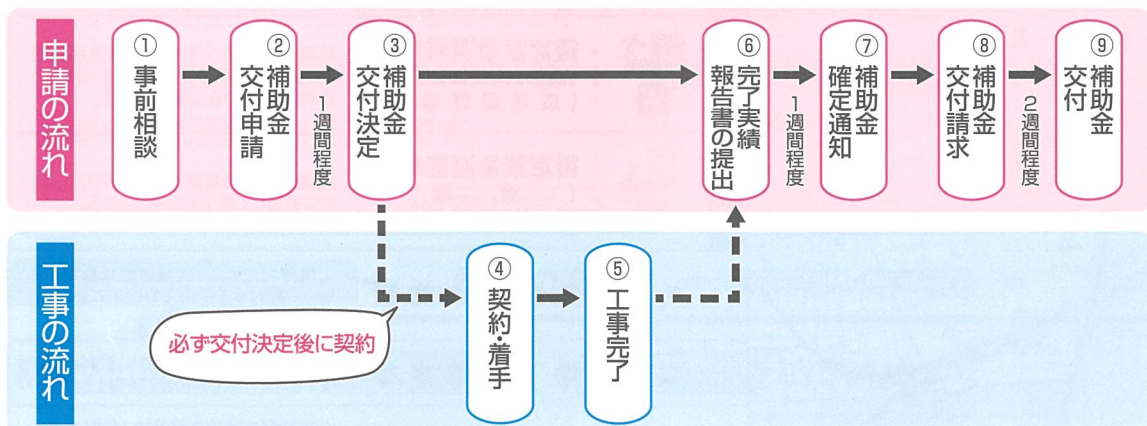 申請の流れ
①事前相談
②補助金
交付申請
1週間程度
③補助金
交付決定
⑥完了実績
報告書の提出
1週間程度
⑦補助金
確定通知
⑧補助金
交付請求
2週間程度
⑨補助金
交付
工事の流れ
必ず交付決定後に契約
④契約・着手
⑤工事完了